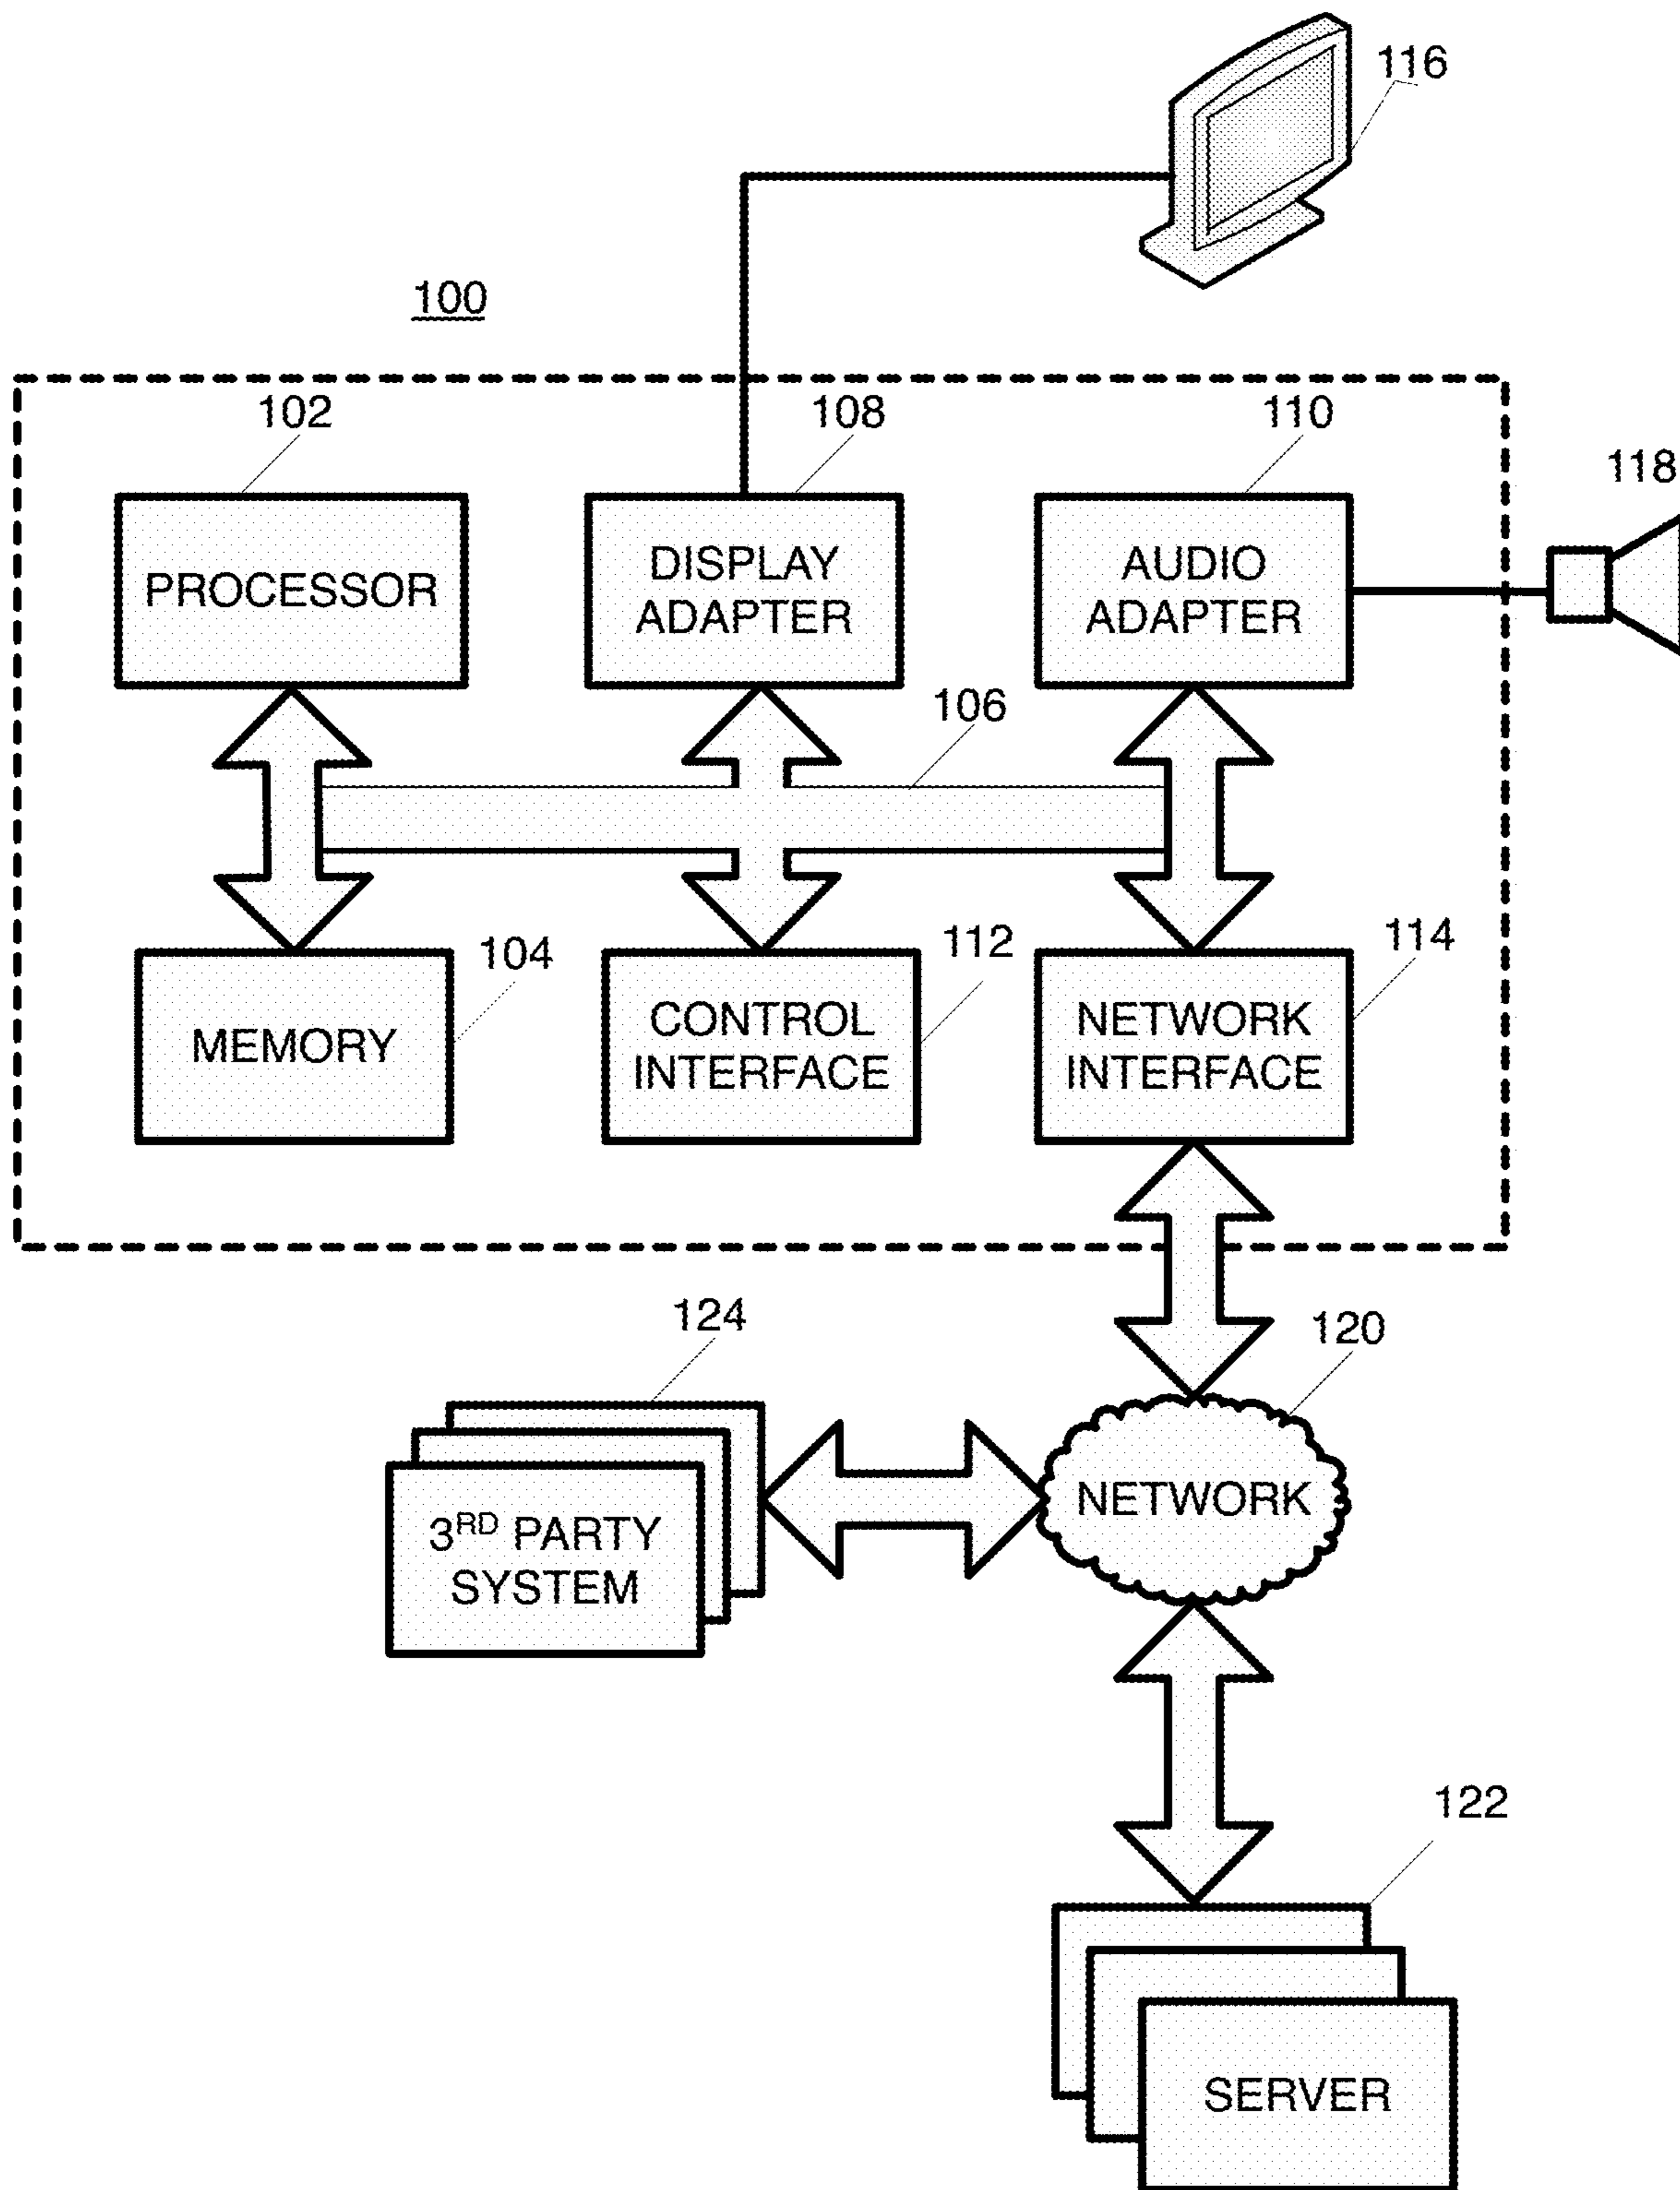 116
100
102
108
110
118
PROCESSOR
DISPLAY
ADAPTER
AUDIO
ADAPTER
106
104
112
114
MEMORY
CONTROL
INTERFACE
NETWORK
INTERFACE
124
120
3RD PARTY
SYSTEM
NETWORK
122
SERVER